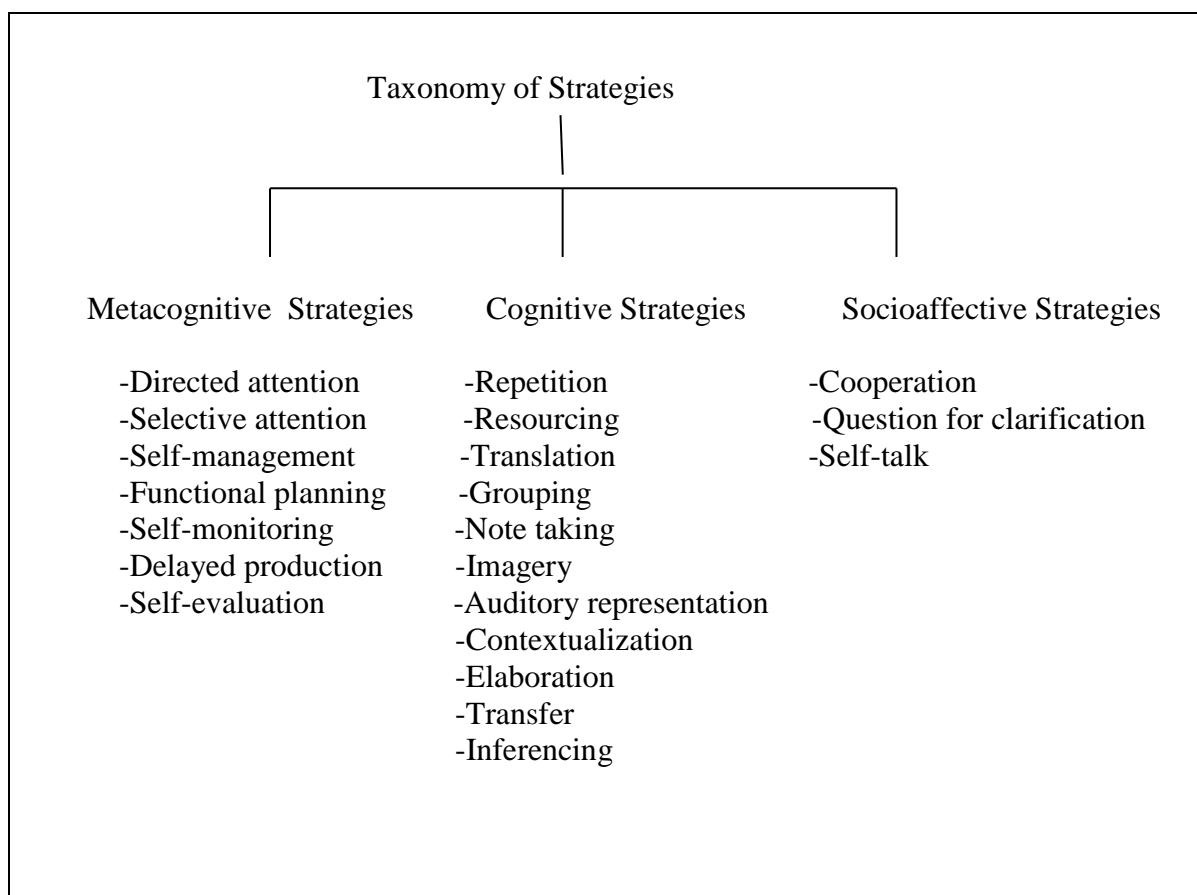 Taxonomy of Strategies
Metacognitive Strategies
-Directed attention
-Selective attention
-Self-management
-Functional planning
-Self-monitoring
-Delayed production
-Self-evaluation
Cognitive Strategies
-Repetition
-Resourcing
-Translation
-Grouping
-Note taking
-Imagery
-Auditory representation
-Contextualization
-Elaboration
-Transfer
-Inferencing
Socioaffective Strategies
-Cooperation
-Question for clarification
-Self-talk